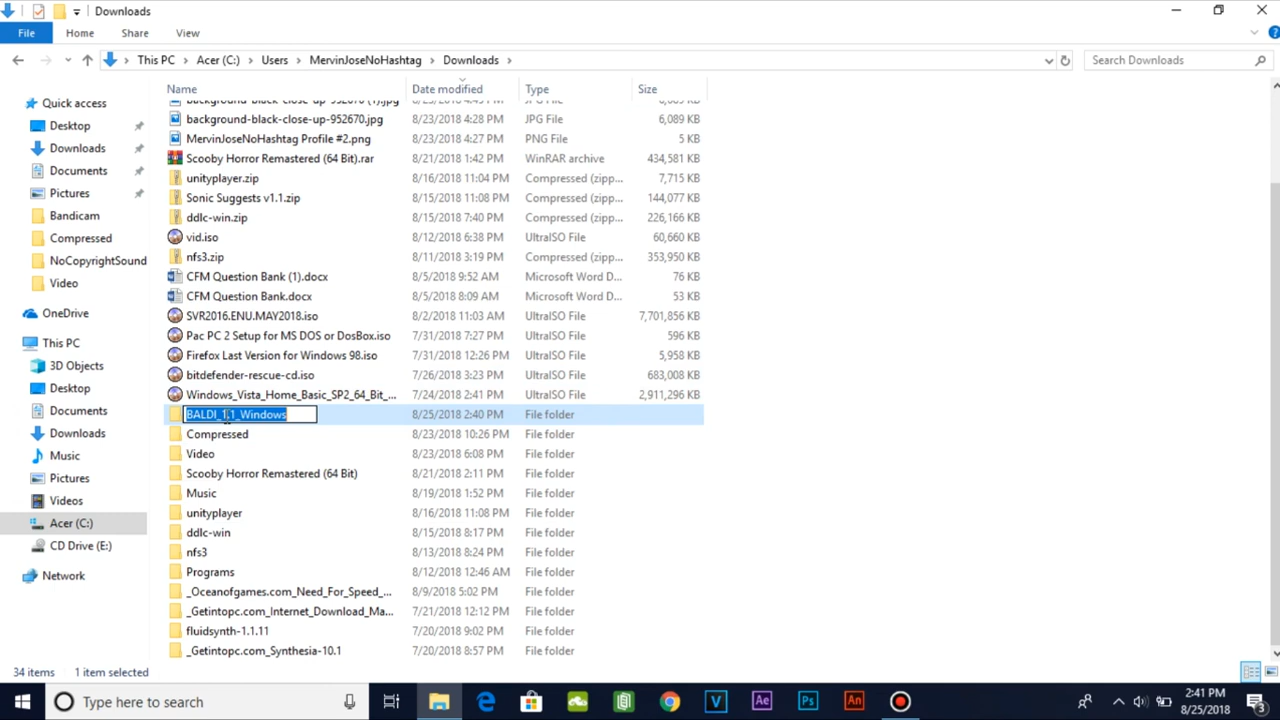 Downloads
File Home Share View
This PC Acer (C:) Users MervinJoseNoHashtag Downloads Search Downloads
Name Date modified Type Size
Quick access
Desktop
Downloads
Documents
Pictures
Bandicam
Compressed
NoCopyrightSound
Video
OneDrive
This PC
3D Objects
Desktop
Documents
Downloads
Music
Pictures
Videos
Acer (C:)
CD Drive (E:)
Network
background-black-close-up-952670 (1).jpg 8/23/2018 4:45 PM JPG File 6,089 KB
background-black-close-up-952670.jpg 8/23/2018 4:28 PM JPG File 6,089 KB
MervinJoseNoHashtag Profile #2.png 8/23/2018 4:27 PM PNG File 5 KB
Scooby Horror Remastered (64 Bit).rar 8/21/2018 1:42 PM WinRAR archive 434,581 KB
unityplayer.zip 8/16/2018 11:04 PM Compressed (zipp... 7,715 KB
Sonic Suggests v1.1.zip 8/15/2018 11:08 PM Compressed (zipp... 144,077 KB
ddlc-win.zip 8/15/2018 7:40 PM Compressed (zipp... 226,166 KB
vid.iso 8/12/2018 6:38 PM UltraISO File 60,660 KB
nfs3.zip 8/11/2018 3:19 PM Compressed (zipp... 353,950 KB
CFM Question Bank (1).docx 8/5/2018 9:52 AM Microsoft Word D... 76 KB
CFM Question Bank.docx 8/5/2018 8:09 AM Microsoft Word D... 53 KB
SVR2016.ENU.MAY2018.iso 8/2/2018 11:03 AM UltraISO File 7,701,856 KB
Pac PC 2 Setup for MS DOS or DosBox.iso 7/31/2018 7:27 PM UltraISO File 596 KB
Firefox Last Version for Windows 98.iso 7/31/2018 12:26 PM UltraISO File 5,958 KB
bitdefender-rescue-cd.iso 7/26/2018 3:23 PM UltraISO File 683,008 KB
Windows_Vista_Home_Basic_SP2_64_Bit_... 7/24/2018 2:41 PM UltraISO File 2,911,296 KB
BALDI_1.1_Windows 8/25/2018 2:40 PM File folder
Compressed 8/23/2018 10:26 PM File folder
Video 8/23/2018 6:08 PM File folder
Scooby Horror Remastered (64 Bit) 8/21/2018 2:11 PM File folder
Music 8/19/2018 1:52 PM File folder
unityplayer 8/16/2018 11:08 PM File folder
ddlc-win 8/15/2018 8:17 PM File folder
nfs3 8/13/2018 8:24 PM File folder
Programs 8/12/2018 12:46 AM File folder
_Oceanofgames.com_Need_For_Speed_... 8/9/2018 5:02 PM File folder
_Getintopc.com_Internet_Download_Ma... 7/21/2018 12:12 PM File folder
fluidsynth-1.1.11 7/20/2018 9:02 PM File folder
_Getintopc.com_Synthesia-10.1 7/20/2018 8:57 PM File folder
34 items 1 item selected
Type here to search
V Ae Ps An
2:41 PM
8/25/2018
3